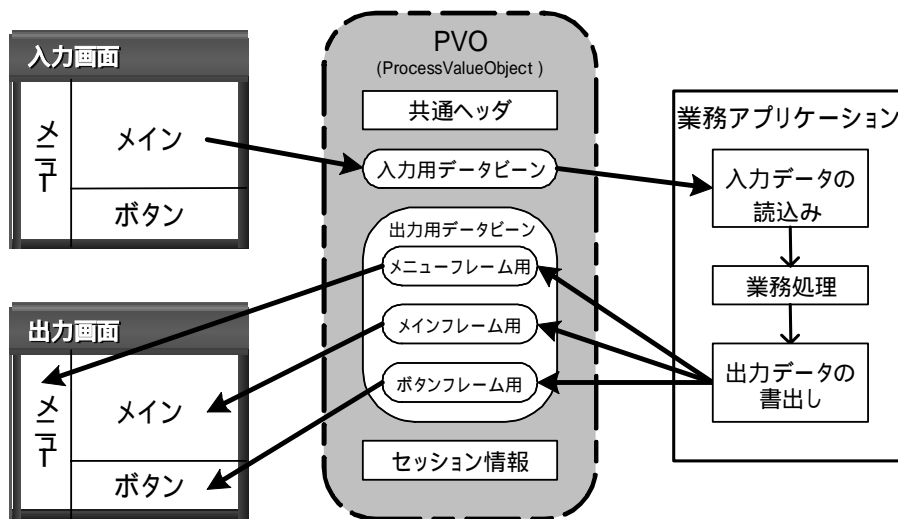 入力画面
メニュー
メイン
ボタン
出力画面
メニュー
メイン
ボタン
PVO
(ProcessValueObject )
共通ヘッダ
入力用データビーン
出力用データビーン
メニューフレーム用
メインフレーム用
ボタンフレーム用
セッション情報
業務アプリケーション
入力データの
読込み
業務処理
出力データの
書出し